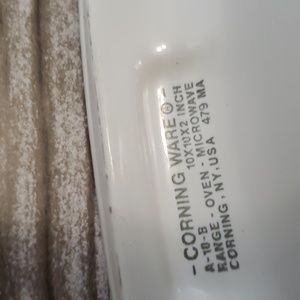 - CORNING WARE® -
10X10X2 INCH
A-10-B
RANGE - OVEN - MICROWAVE
CORNING, NY, USA 479 MA